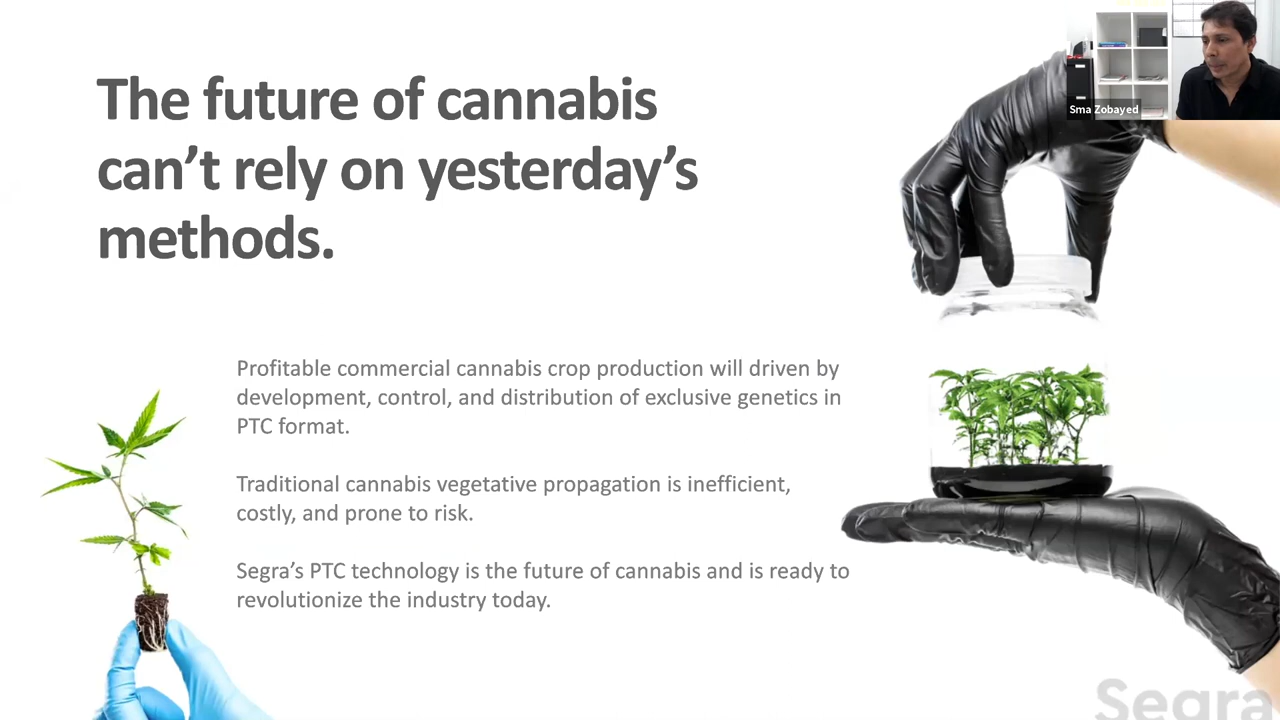 Sma Zobayed
The future of cannabis
can’t rely on yesterday’s
methods.
Profitable commercial cannabis crop production will driven by
development, control, and distribution of exclusive genetics in
PTC format.
Traditional cannabis vegetative propagation is inefficient,
costly, and prone to risk.
Segra’s PTC technology is the future of cannabis and is ready to
revolutionize the industry today.
Segra